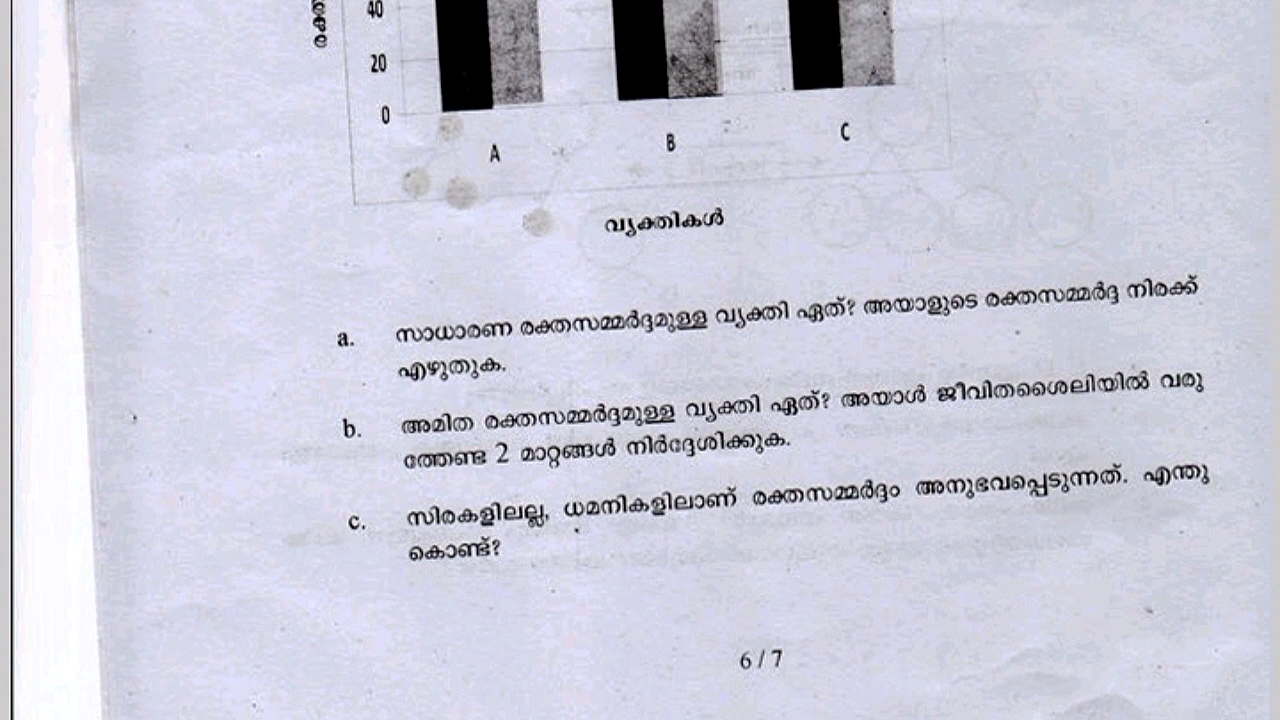 40
20
0
A B C
വ്യക്തികൾ
a. സാധാരണ രക്തസമ്മർദ്ദമുള്ള വ്യക്തി ഏത്? അയാളുടെ രക്തസമ്മർദ്ദ നിരക്ക്
എഴുതുക.
b. അമിത രക്തസമ്മർദ്ദമുള്ള വ്യക്തി ഏത്? അയാൾ ജീവിതശൈലിയിൽ വരു
ത്തേണ്ട 2 മാറ്റങ്ങൾ നിർദ്ദേശിക്കുക.
c. സിരകളിലല്ല, ധമനികളിലാണ് രക്തസമ്മർദ്ദം അനുഭവപ്പെടുന്നത്. എന്തു
കൊണ്ട്?
6 / 7